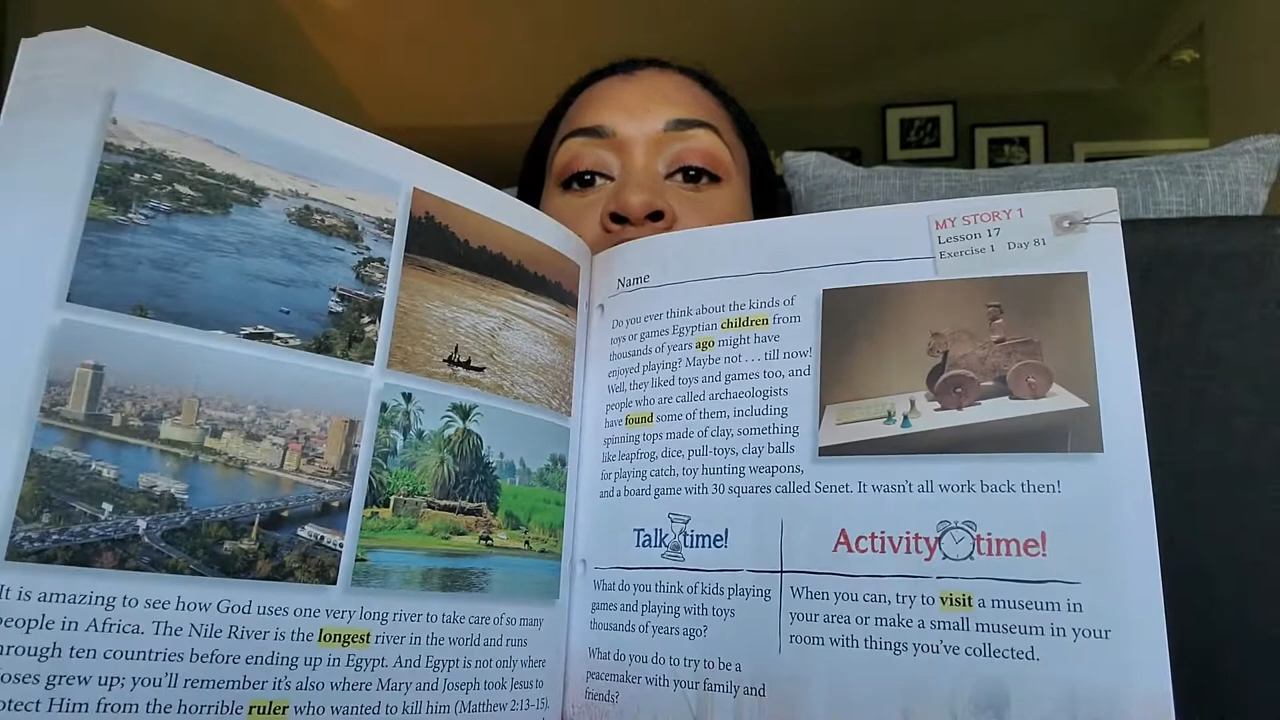 It is amazing to see how God uses one very long river to take care of so many
people in Africa. The Nile River is the longest river in the world and runs
through ten countries before ending up in Egypt. And Egypt is not only where
Moses grew up; you'll remember it's also where Mary and Joseph took Jesus to
protect Him from the horrible ruler who wanted to kill him (Matthew 2:13-15).
MY STORY 1
Lesson 17
Exercise 1 Day 81
Name
Do you ever think about the kinds of
toys or games Egyptian children from
thousands of years ago might have
enjoyed playing? Maybe not . . . till now!
Well, they liked toys and games too, and
people who are called archaeologists
have found some of them, including
spinning tops made of clay, something
like leapfrog, dice, pull-toys, clay balls
for playing catch, toy hunting weapons,
and a board game with 30 squares called Senet. It wasn't all work back then!
Talk time!
What do you think of kids playing
games and playing with toys
thousands of years ago?
What do you do to try to be a
peacemaker with your family and
friends?
Activity time!
When you can, try to visit a museum in
your area or make a small museum in your
room with things you've collected.